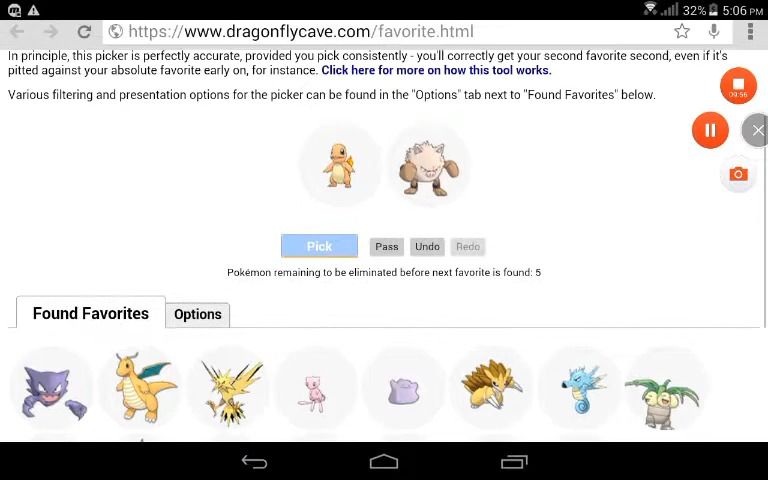 32% 5:06 PM
https://www.dragonflycave.com/favorite.html
In principle, this picker is perfectly accurate, provided you pick consistently - you'll correctly get your second favorite second, even if it's
pitted against your absolute favorite early on, for instance. Click here for more on how this tool works.
Various filtering and presentation options for the picker can be found in the "Options" tab next to "Found Favorites" below.
09:56
Pick Pass Undo Redo
Pokémon remaining to be eliminated before next favorite is found: 5
Found Favorites Options